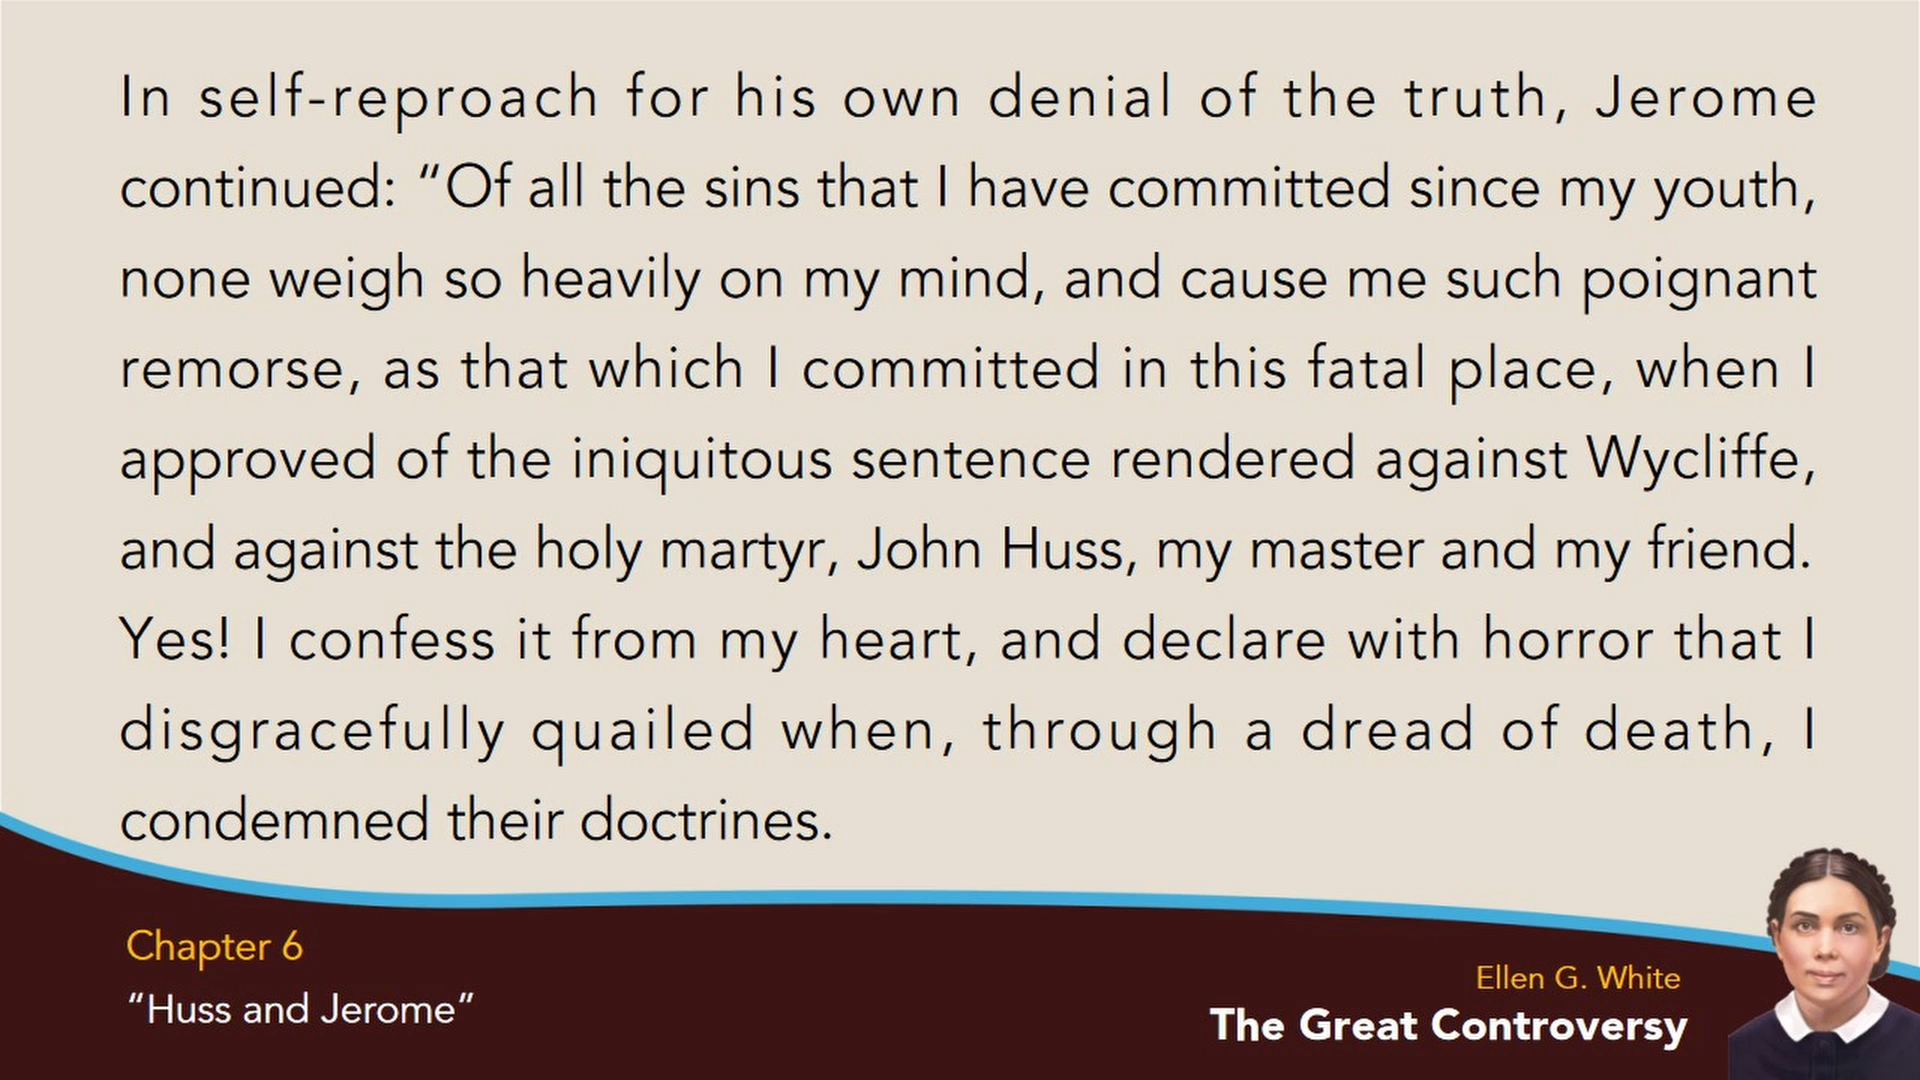 In self-reproach for his own denial of the truth, Jerome
continued: “Of all the sins that I have committed since my youth,
none weigh so heavily on my mind, and cause me such poignant
remorse, as that which I committed in this fatal place, when I
approved of the iniquitous sentence rendered against Wycliffe,
and against the holy martyr, John Huss, my master and my friend.
Yes! I confess it from my heart, and declare with horror that I
disgracefully quailed when, through a dread of death, I
condemned their doctrines.
Chapter 6
“Huss and Jerome”
Ellen G. White
The Great Controversy